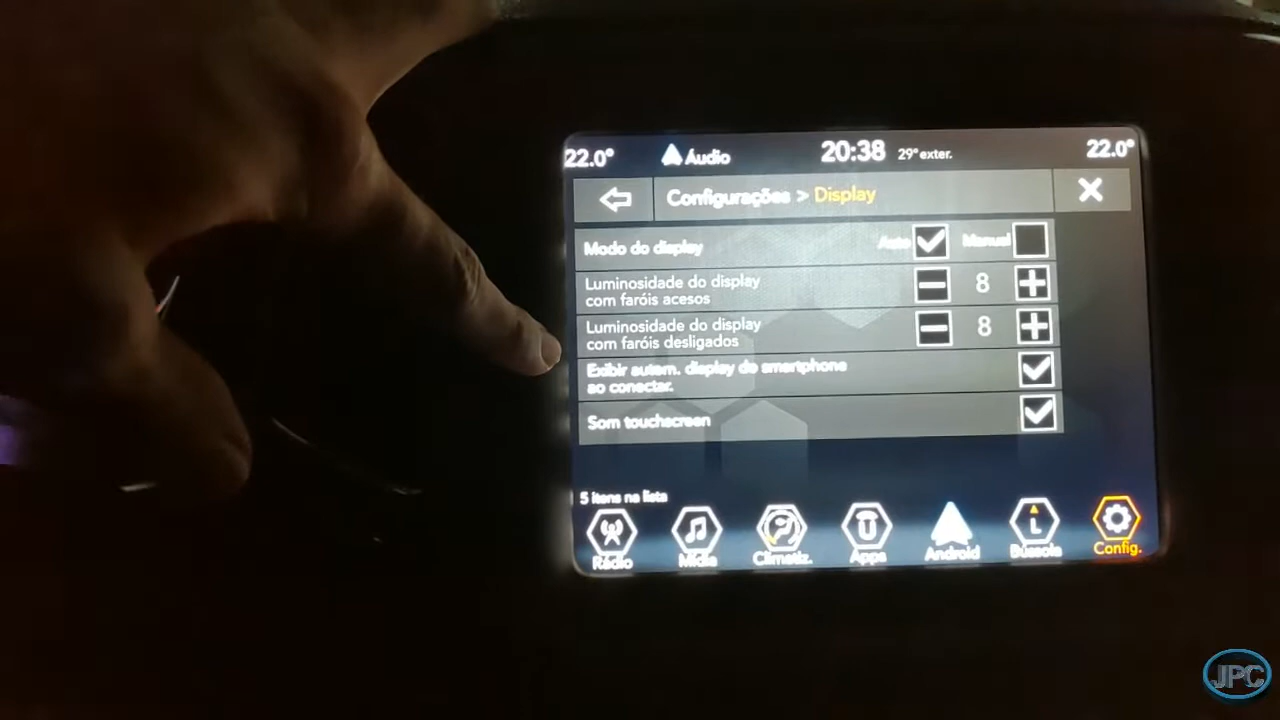 22.0° Áudio 20:38 29° exter. 22.0°
Configurações > Display
Modo do display Auto Manual
Luminosidade do display
com faróis acesos
8
Luminosidade do display
com faróis desligados
8
Exibir autom. display do smartphone
ao conectar.
Som touchscreen
5 itens na lista
Rádio Mídia Climatiz. Apps Android Bússola Config.
L
JPC